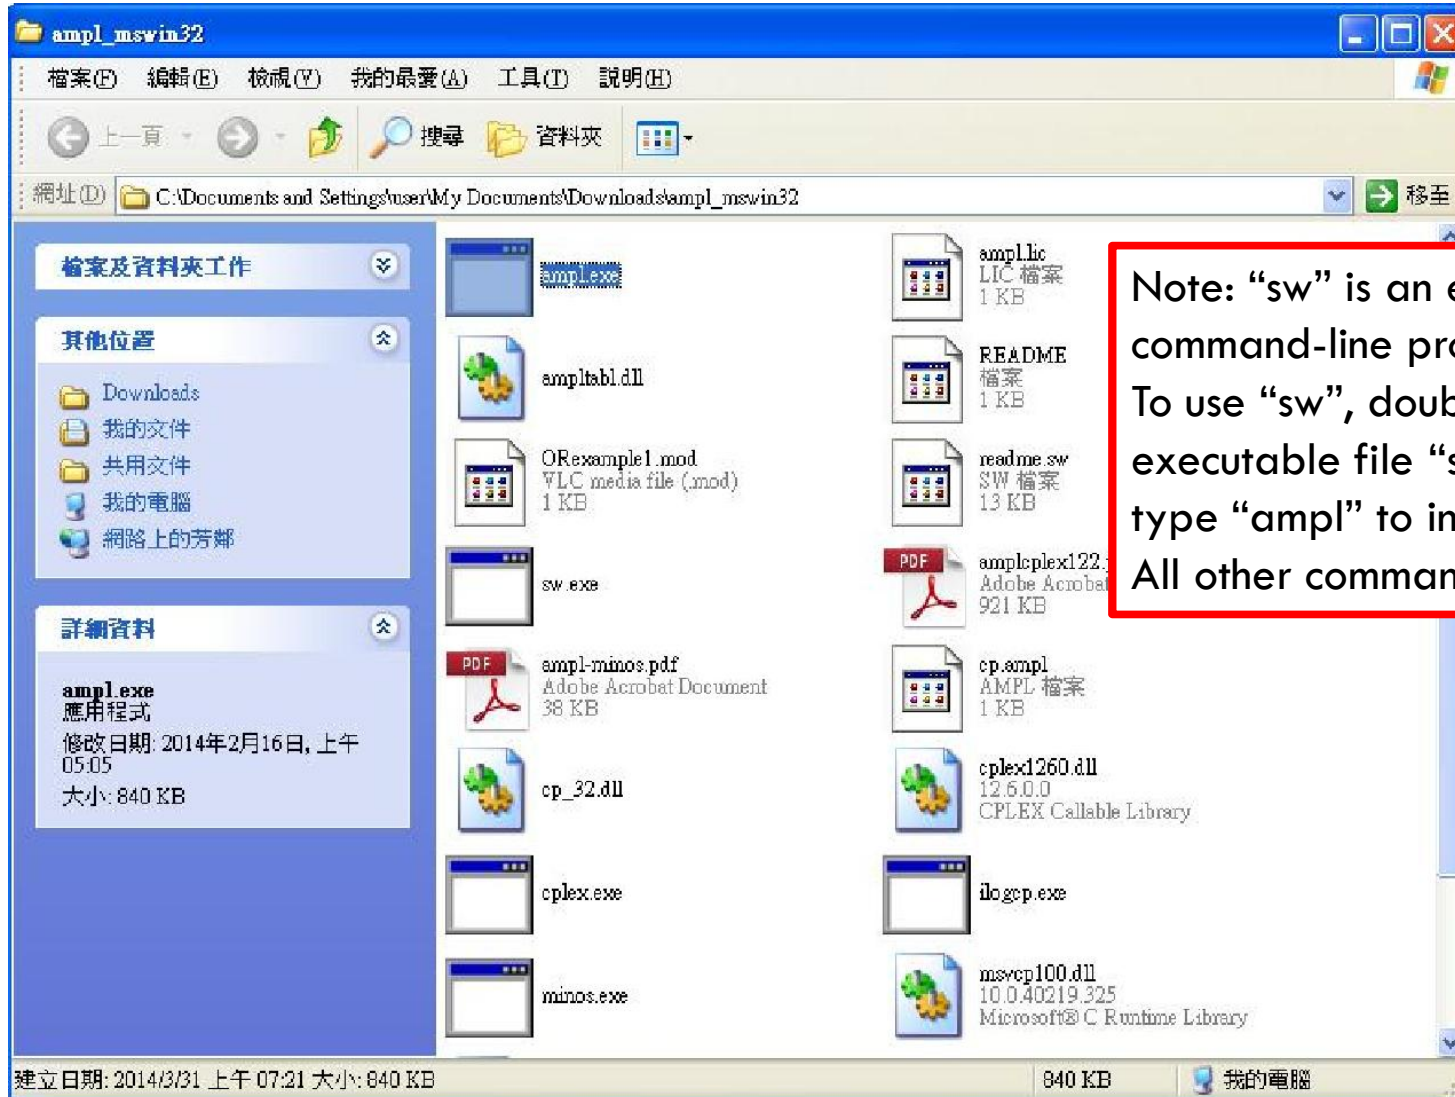 ampl_mswin32
檔案(F) 編輯(E) 檢視(V) 我的最愛(A) 工具(T) 說明(H)
上一頁 搜尋 資料夾
網址(D) C:\Documents and Settings\user\My Documents\Downloads\ampl_mswin32 移至
檔案及資料夾工作
其他位置
Downloads
我的文件
共用文件
我的電腦
網路上的芳鄰
詳細資料
ampl.exe
應用程式
修改日期: 2014年2月16日, 上午
05:05
大小: 840 KB
ampl.exe
ampl.lic
LIC 檔案
1 KB
ampltabl.dll
README
檔案
1 KB
ORexample1.mod
VLC media file (.mod)
1 KB
readme.sw
SW 檔案
13 KB
sw.exe
amplcplex122.
Adobe Acrobat
921 KB
ampl-minos.pdf
Adobe Acrobat Document
38 KB
cp.ampl
AMPL 檔案
1 KB
cp_32.dll
cplex1260.dll
12.6.0.0
CPLEX Callable Library
cplex.exe
ilogcp.exe
minos.exe
msvcp100.dll
10.0.40219.325
Microsoft® C Runtime Library
Note: “sw” is an e
command-line pro
To use “sw”, doub
executable file “s
type “ampl” to in
All other comman
建立日期: 2014/3/31 上午 07:21 大小: 840 KB 840 KB 我的電腦
PDF
PDF